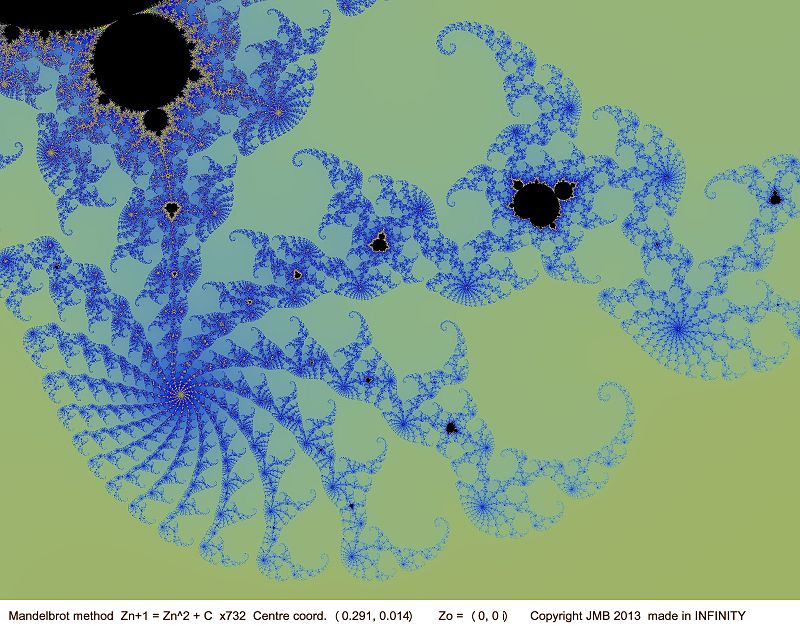 Mandelbrot method Zn+1 = Zn^2 + C x732 Centre coord. ( 0.291, 0.014) Zo = ( 0, 0 i) Copyright JMB 2013 made in INFINITY